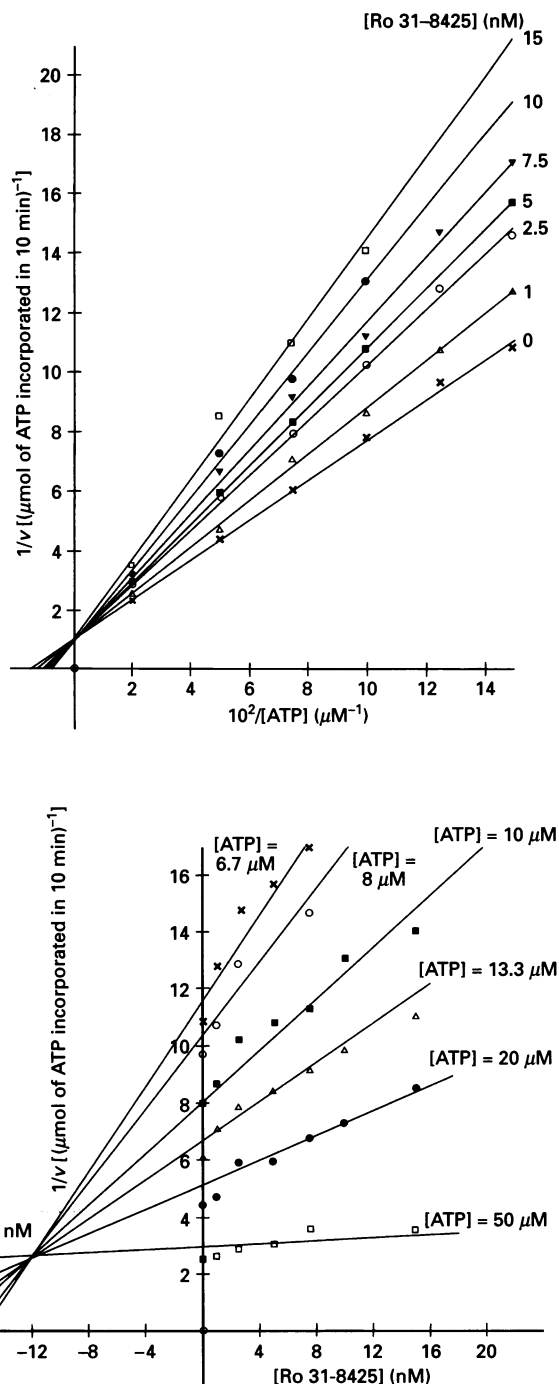 [Ro 31–8425] (nM)
15
20
10
18
7.5
16
5
2.5
14
1
12
0
10
8
6
4
2
1/v [(μmol of ATP incorporated in 10 min)⁻¹]
2 4 6 8 10 12 14
10²/[ATP] (μM⁻¹)
1/v [(μmol of ATP incorporated in 10 min)⁻¹]
[ATP] =
6.7 μM
[ATP] =
8 μM
[ATP] = 10 μM
[ATP] = 13.3 μM
[ATP] = 20 μM
[ATP] = 50 μM
16
14
12
10
8
6
4
2
nM
−12 −8 −4 4 8 12 16 20
[Ro 31-8425] (nM)